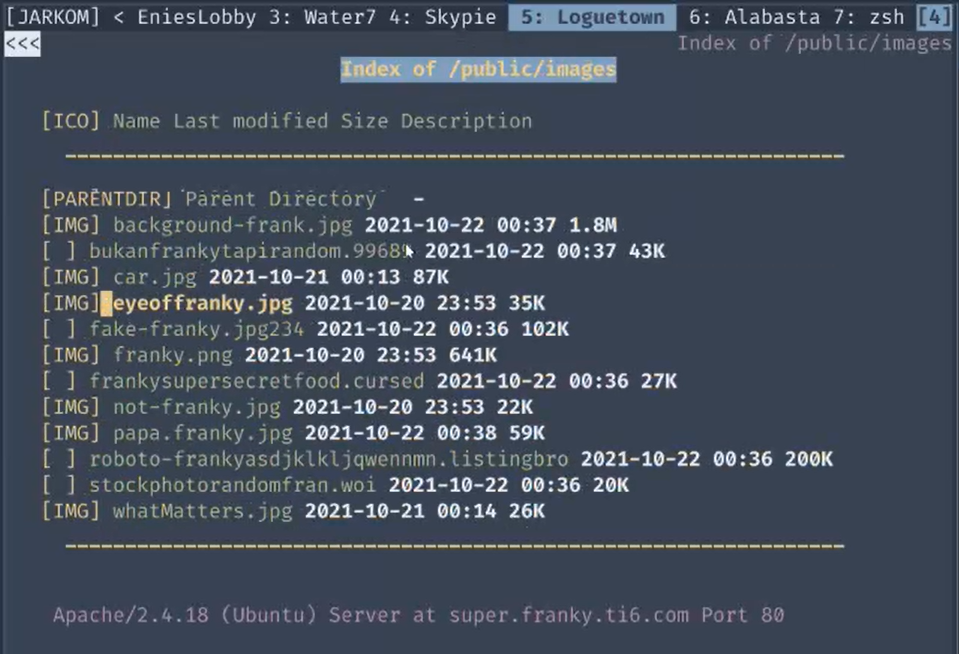 [JARKOM] < EniesLobby 3: Water7 4: Skypie 5: Loguetown 6: Alabasta 7: zsh [4]
<<< Index of /public/images
Index of /public/images
[ICO] Name Last modified Size Description
[PARENTDIR] Parent Directory -
[IMG] background-frank.jpg 2021-10-22 00:37 1.8M
[ ] 2021-10-22 00:37 43K
[IMG] car.jpg 2021-10-21 00:13 87K
[IMG] eyeoffranky.jpg 2021-10-20 23:53 35K
[ ] fake-franky.jpg234 2021-10-22 00:36 102K
[IMG] franky.png 2021-10-20 23:53 641K
[ ] frankysupersecretfood.cursed 2021-10-22 00:36 27K
[IMG] not-franky.jpg 2021-10-20 23:53 22K
[IMG] papa.franky.jpg 2021-10-22 00:38 59K
[ ] roboto-frankyasdjklkljqwennmn.listingbro 2021-10-22 00:36 200K
[ ] stockphotorandomfran.woi 2021-10-22 00:36 20K
[IMG] whatMatters.jpg 2021-10-21 00:14 26K
Apache/2.4.18 (Ubuntu) Server at super.franky.ti6.com Port 80